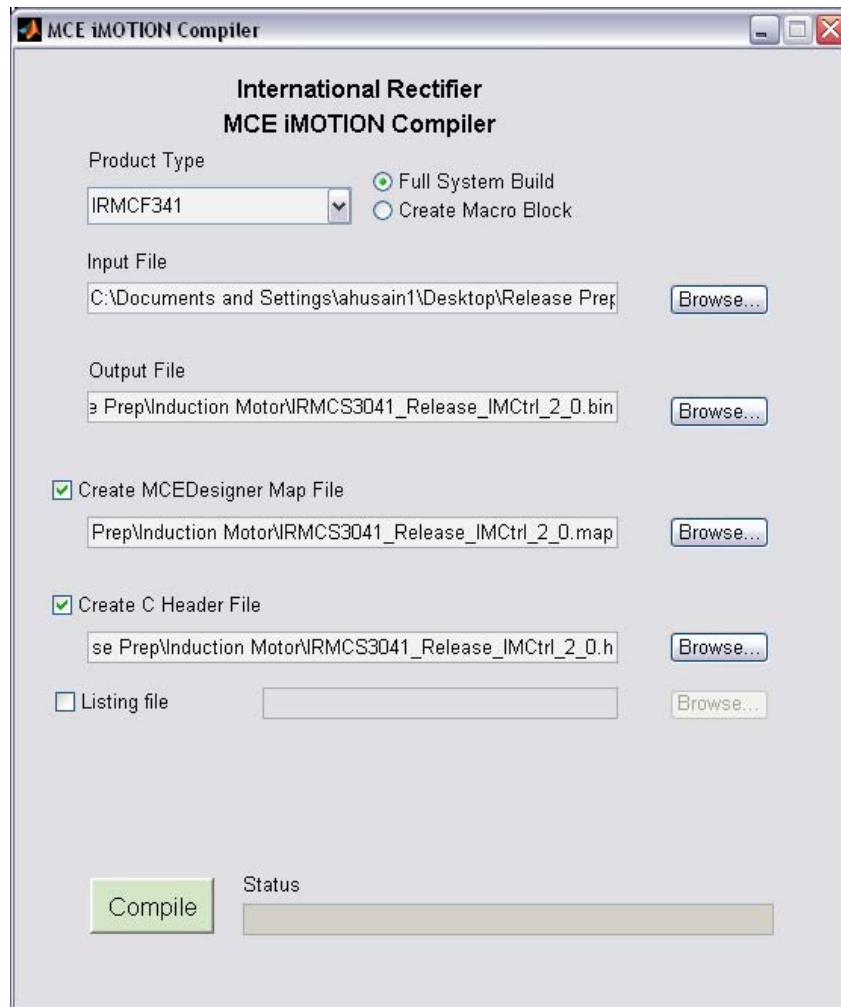 MCE iMOTION Compiler
International Rectifier
MCE iMOTION Compiler
Product Type
IRMCF341
Full System Build
Create Macro Block
Input File
C:\Documents and Settings\ahusain1\Desktop\Release Prep
Browse...
Output File
e Prep\Induction Motor\IRMCS3041_Release_IMCtrl_2_0.bin
Browse...
Create MCEDesigner Map File
Prep\Induction Motor\IRMCS3041_Release_IMCtrl_2_0.map
Browse...
Create C Header File
se Prep\Induction Motor\IRMCS3041_Release_IMCtrl_2_0.h
Browse...
Listing file
Browse...
Compile
Status